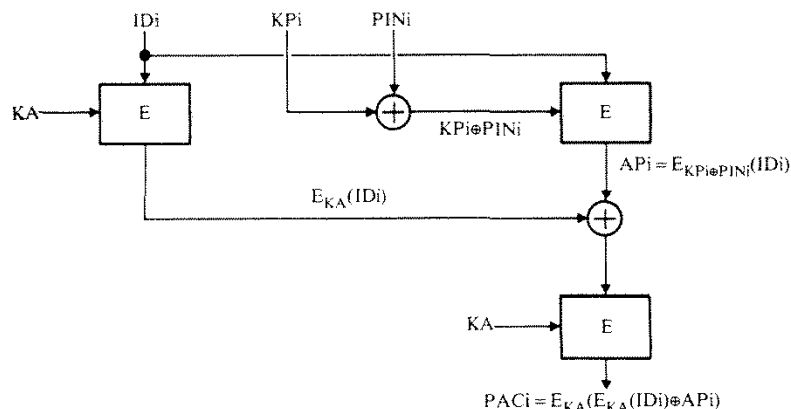 IDi KPi PINi
KA E E
KPi⊕PINi
APi = E_KPi⊕PINi(IDi)
E_KA(IDi)
KA E
PACi = E_KA(E_KA(IDi)⊕APi)